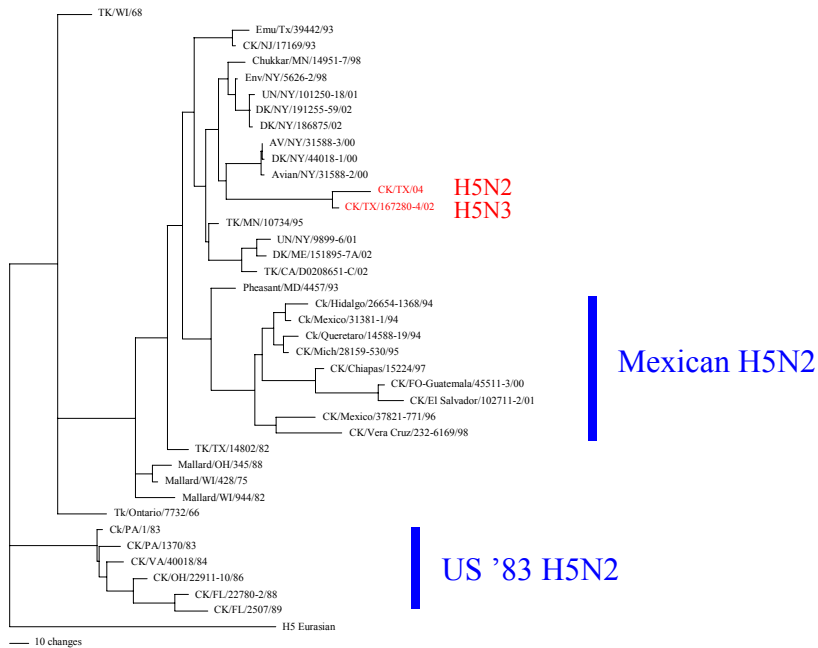 TK/WI/68
Emu/Tx/39442/93
CK/NJ/17169/93
Chukkar/MN/14951-7/98
Env/NY/5626-2/98
UN/NY/101250-18/01
DK/NY/191255-59/02
DK/NY/186875/02
AV/NY/31588-3/00
DK/NY/44018-1/00
Avian/NY/31588-2/00
CK/TX/04 H5N2
CK/TX/167280-4/02 H5N3
TK/MN/10734/95
UN/NY/9899-6/01
DK/ME/151895-7A/02
TK/CA/D0208651-C/02
Pheasant/MD/4457/93
Ck/Hidalgo/26654-1368/94
Ck/Mexico/31381-1/94
Ck/Queretaro/14588-19/94
CK/Mich/28159-530/95
Mexican H5N2
CK/Chiapas/15224/97
CK/FO-Guatemala/45511-3/00
CK/El Salvador/102711-2/01
CK/Mexico/37821-771/96
CK/Vera Cruz/232-6169/98
TK/TX/14802/82
Mallard/OH/345/88
Mallard/WI/428/75
Mallard/WI/944/82
Tk/Ontario/7732/66
Ck/PA/1/83
CK/PA/1370/83
CK/VA/40018/84
US ’83 H5N2
CK/OH/22911-10/86
CK/FL/22780-2/88
CK/FL/2507/89
H5 Eurasian
10 changes